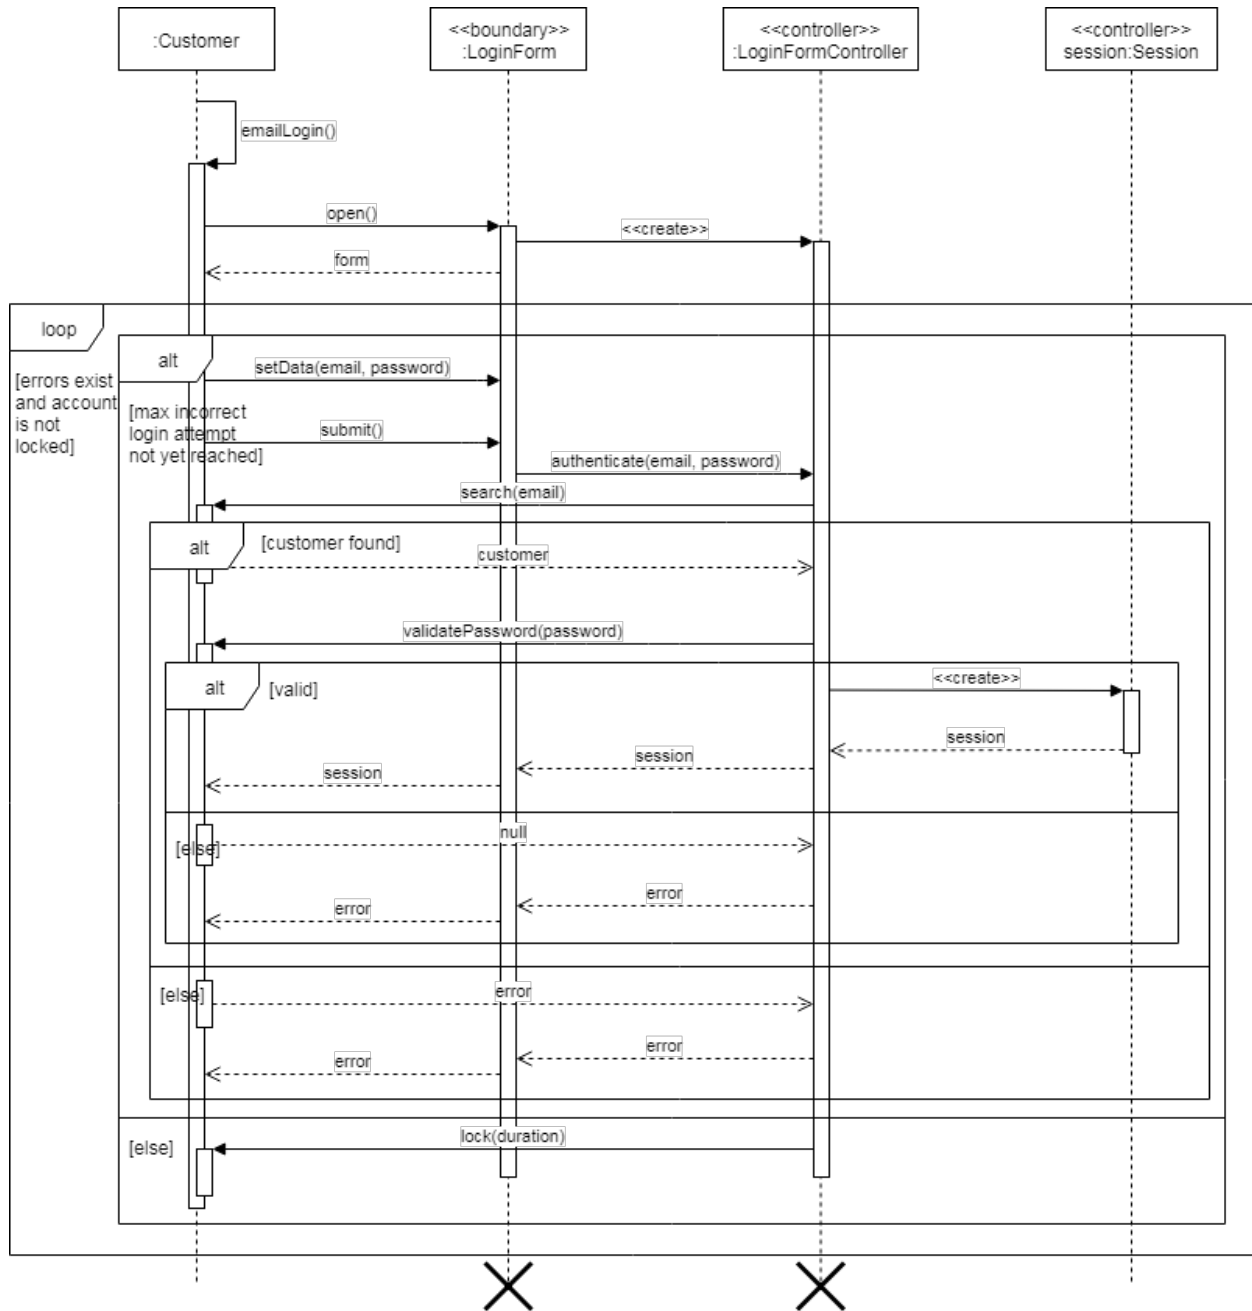 :Customer
<<boundary>>
:LoginForm
<<controller>>
:LoginFormController
<<controller>>
session:Session
emailLogin()
open()
<<create>>
form
loop
[errors exist
and account
is not
locked]
alt
setData(email, password)
[max incorrect
login attempt
not yet reached]
submit()
authenticate(email, password)
search(email)
alt
[customer found]
customer
validatePassword(password)
alt
[valid]
<<create>>
session
session
session
null
[else]
error
error
[else]
error
error
error
lock(duration)
[else]